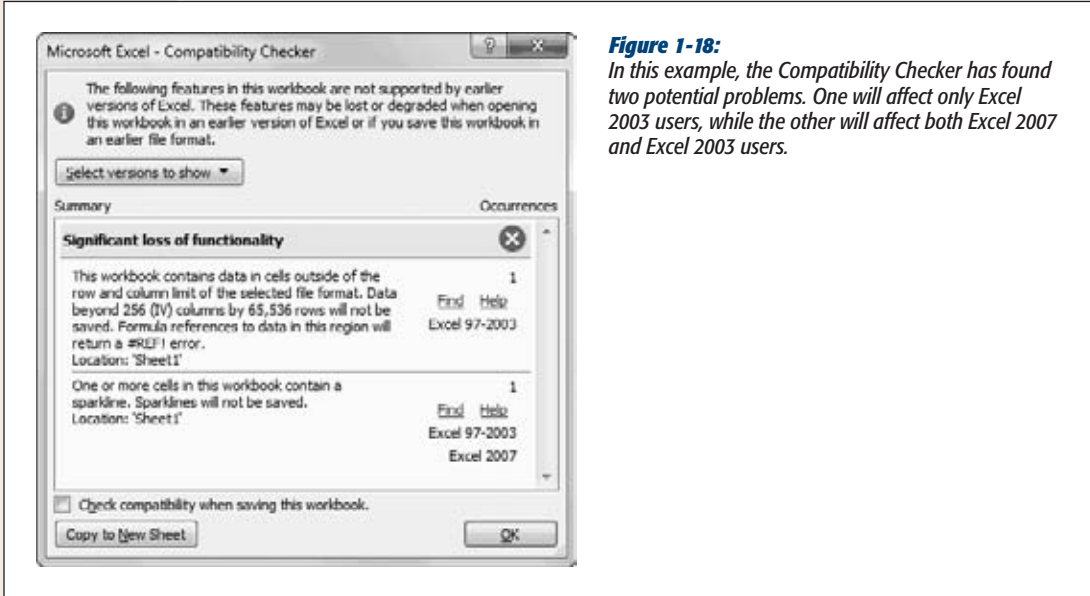 Microsoft Excel - Compatibility Checker
The following features in this workbook are not supported by earlier
versions of Excel. These features may be lost or degraded when opening
this workbook in an earlier version of Excel or if you save this workbook in
an earlier file format.
Select versions to show
Summary Occurrences
Significant loss of functionality
This workbook contains data in cells outside of the
row and column limit of the selected file format. Data
beyond 256 (IV) columns by 65,536 rows will not be
saved. Formula references to data in this region will
return a #REF! error.
Location: 'Sheet1'
1
Find Help
Excel 97-2003
One or more cells in this workbook contain a
sparkline. Sparklines will not be saved.
Location: 'Sheet1'
1
Find Help
Excel 97-2003
Excel 2007
Check compatibility when saving this workbook.
Copy to New Sheet OK
Figure 1-18:
In this example, the Compatibility Checker has found
two potential problems. One will affect only Excel
2003 users, while the other will affect both Excel 2007
and Excel 2003 users.